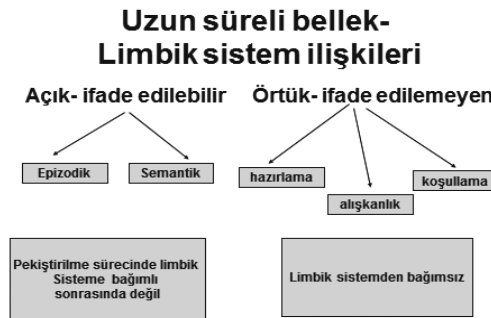 Uzun süreli bellek-
Limbik sistem ilişkileri
Açık- ifade edilebilir
Örtük- ifade edilemeyen
Epizodik
Semantik
hazırlama
alışkanlık
koşullama
Pekiştirilme sürecinde limbik
Sisteme bağımlı
sonrasında değil
Limbik sistemden bağımsız